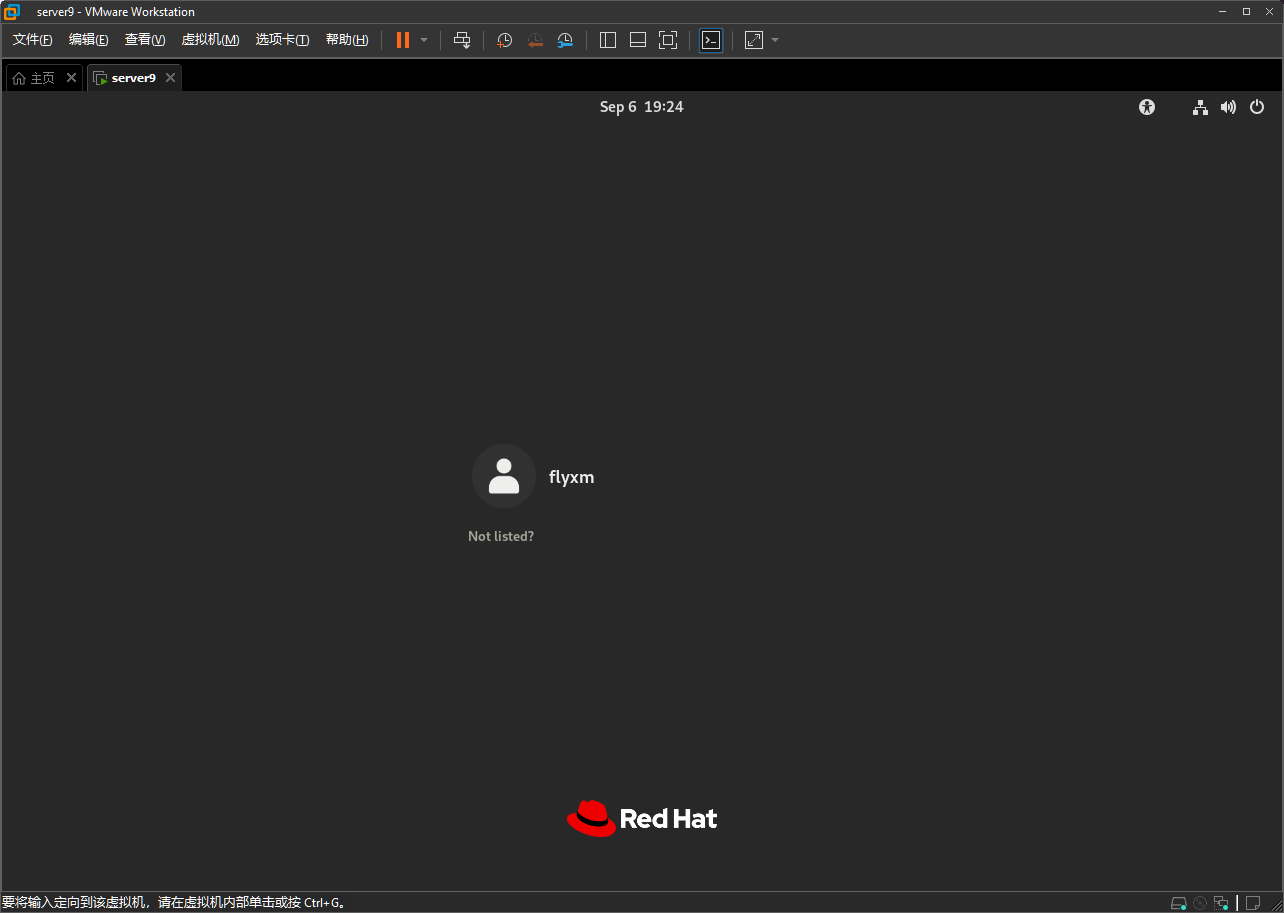 server9 - VMware Workstation
文件(F) 编辑(E) 查看(V) 虚拟机(M) 选项卡(T) 帮助(H)
主页 server9
Sep 6 19:24
flyxm
Not listed?
Red Hat
要将输入定向到该虚拟机，请在虚拟机内部单击或按 Ctrl+G。